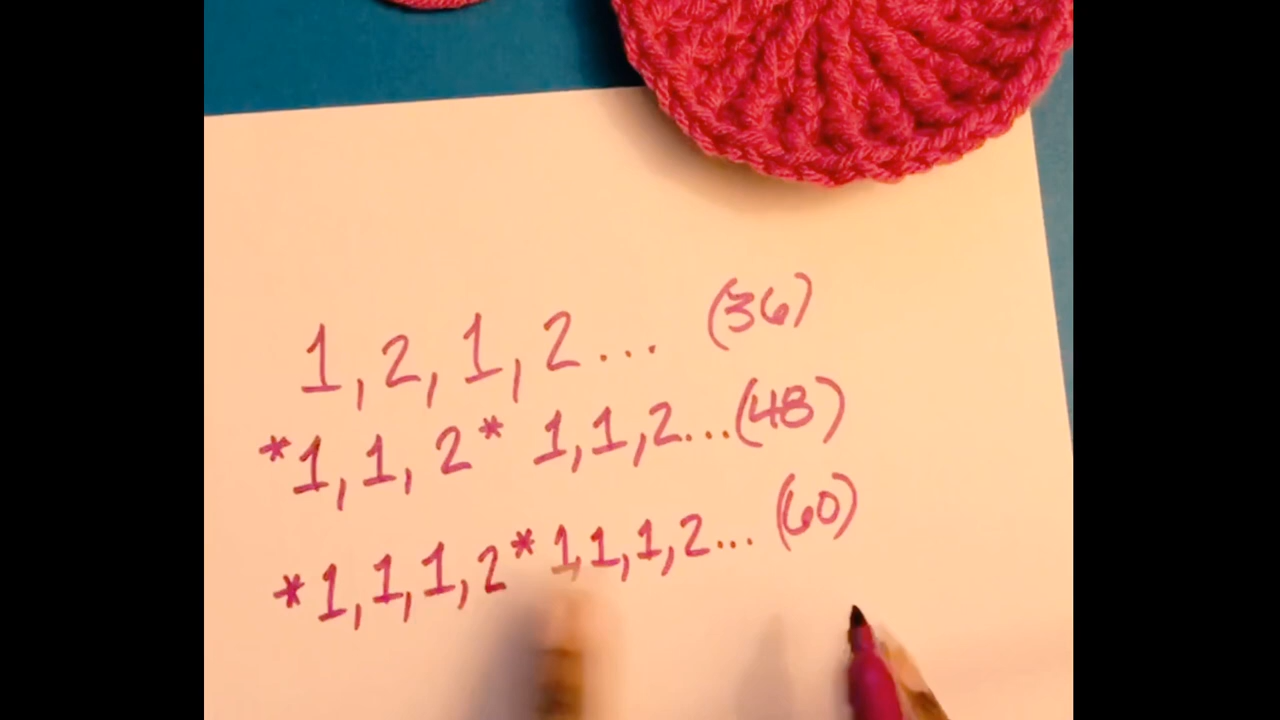 1, 2, 1, 2... (36)
*1, 1, 2* 1, 1, 2... (48)
*1, 1, 1, 2* 1, 1, 1, 2... (60)